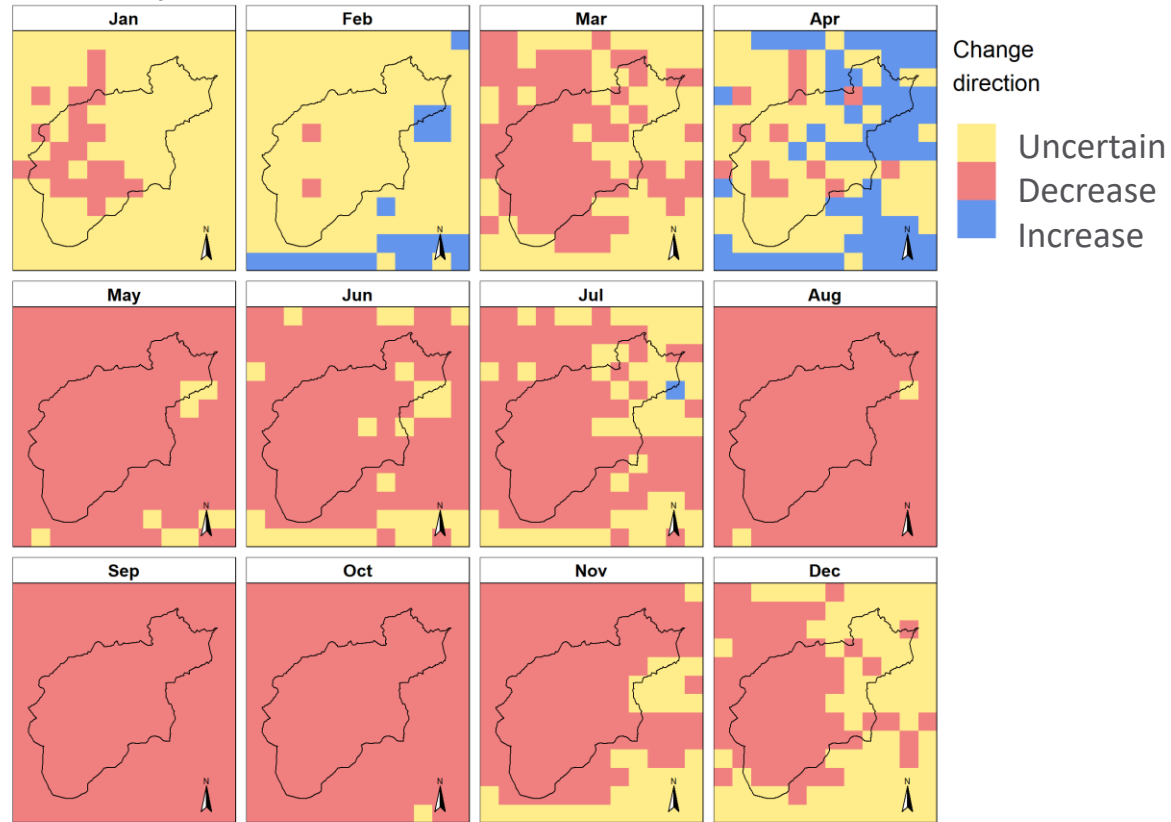 Jan
Feb
Mar
Apr
Change
direction
Uncertain
Decrease
Increase
N
N
N
N
May
Jun
Jul
Aug
N
N
N
N
Sep
Oct
Nov
Dec
N
N
N
N